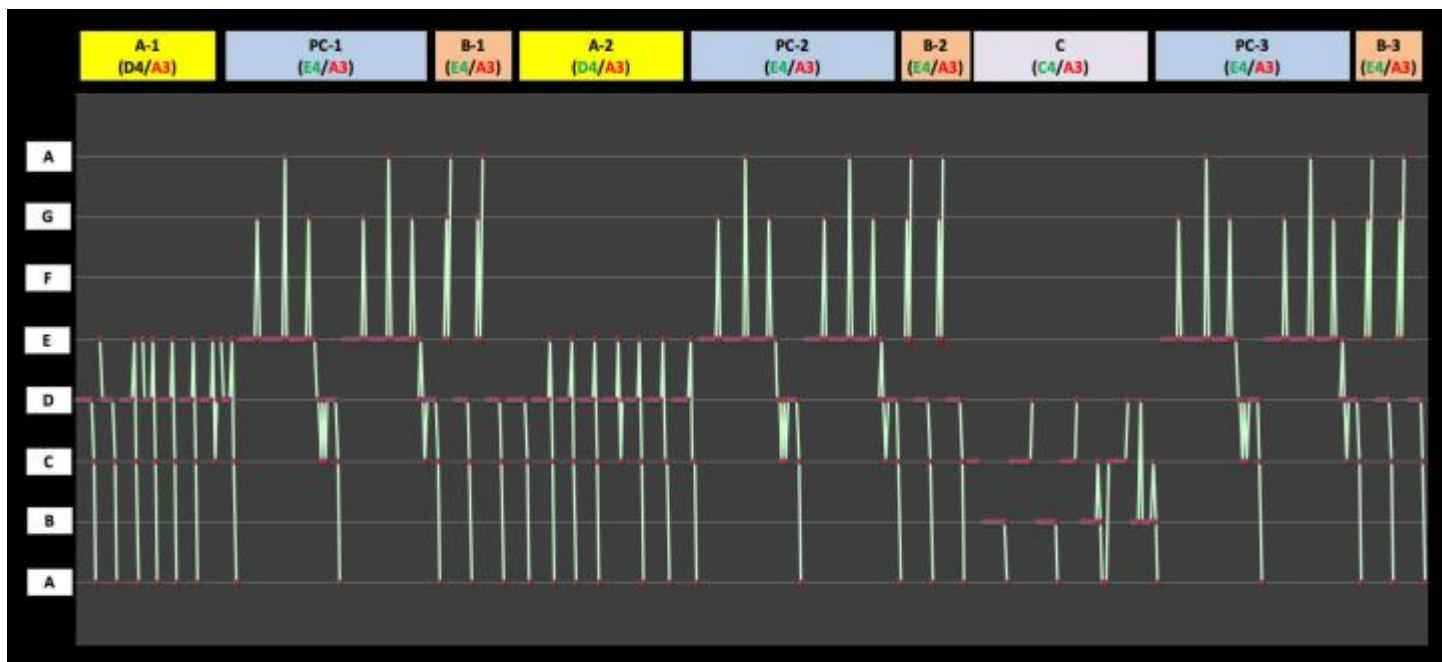 A-1
(D4/A3)
PC-1
(E4/A3)
B-1
(E4/A3)
A-2
(D4/A3)
PC-2
(E4/A3)
B-2
(E4/A3)
C
(C4/A3)
PC-3
(E4/A3)
B-3
(E4/A3)
A
G
F
E
D
C
B
A